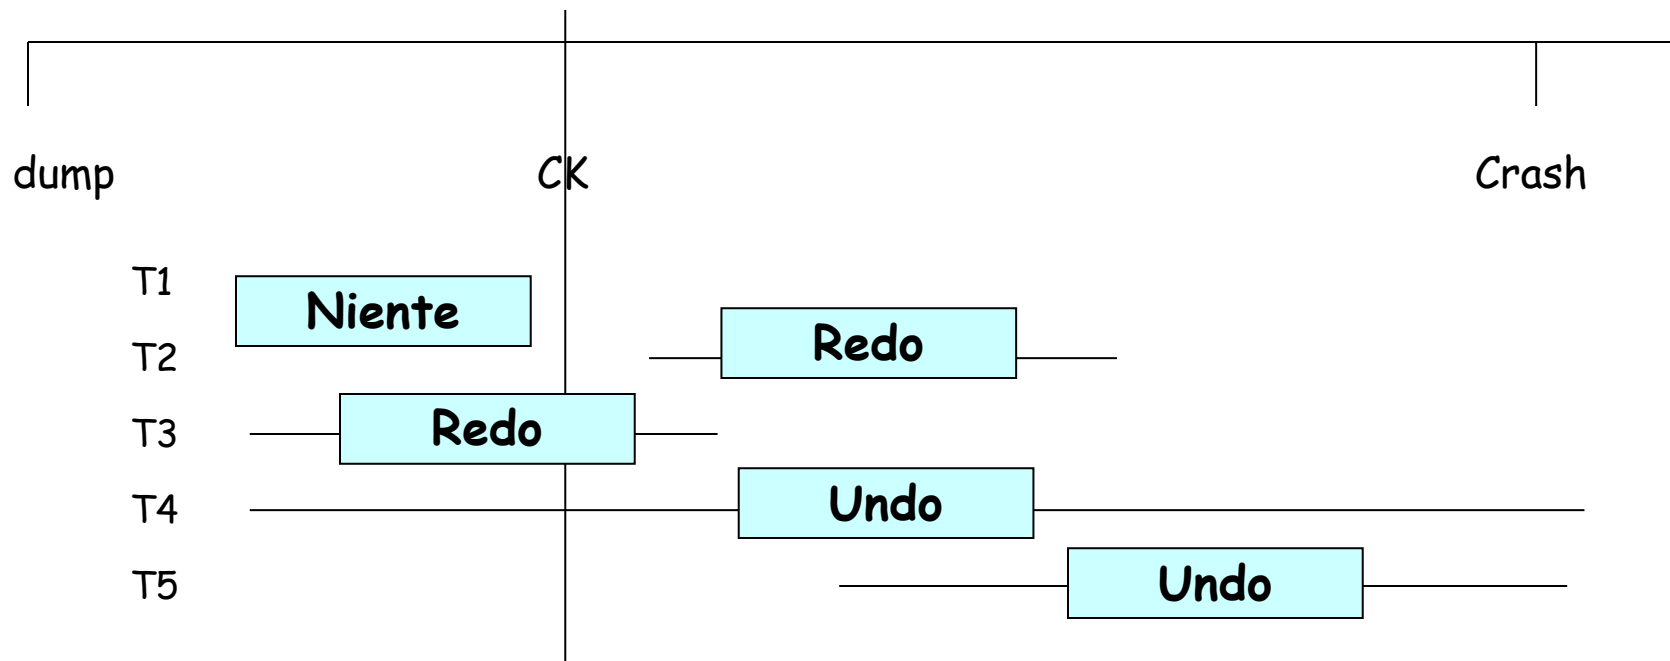 dump CK Crash
T1 Niente
T2 Redo
T3 Redo
T4 Undo
T5 Undo